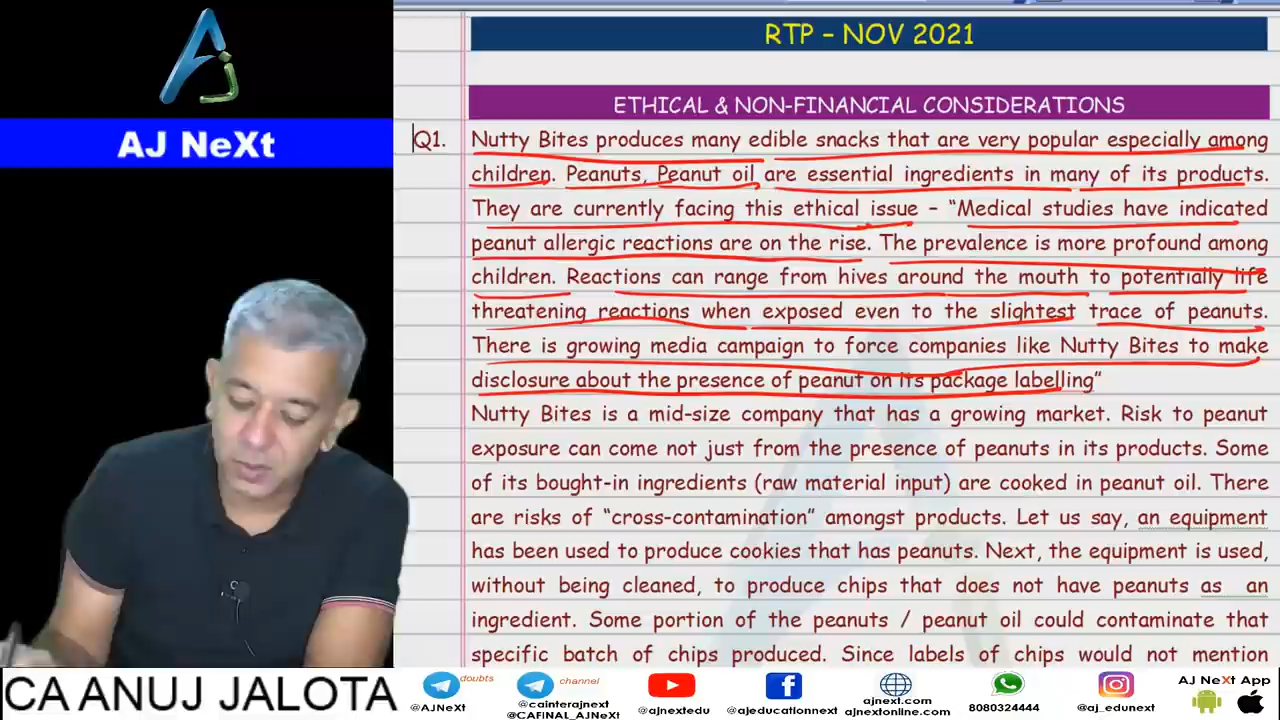 RTP – NOV 2021
ETHICAL & NON-FINANCIAL CONSIDERATIONS
AJ NeXt
Q1. Nutty Bites produces many edible snacks that are very popular especially among
children. Peanuts, Peanut oil are essential ingredients in many of its products.
They are currently facing this ethical issue – “Medical studies have indicated
peanut allergic reactions are on the rise. The prevalence is more profound among
children. Reactions can range from hives around the mouth to potentially life
threatening reactions when exposed even to the slightest trace of peanuts.
There is growing media campaign to force companies like Nutty Bites to make
disclosure about the presence of peanut on its package labelling”
Nutty Bites is a mid-size company that has a growing market. Risk to peanut
exposure can come not just from the presence of peanuts in its products. Some
of its bought-in ingredients (raw material input) are cooked in peanut oil. There
are risks of “cross-contamination” amongst products. Let us say, an equipment
has been used to produce cookies that has peanuts. Next, the equipment is used,
without being cleaned, to produce chips that does not have peanuts as an
ingredient. Some portion of the peanuts / peanut oil could contaminate that
specific batch of chips produced. Since labels of chips would not mention
CA ANUJ JALOTA
doubts
@cainterajnext
@CAFINAL_AJNeXt
channel
@ajnextedu
@ajeducationnext
ajnext.com
ajnextonline.com
8080324444
@aj_edunext
AJ NeXt App